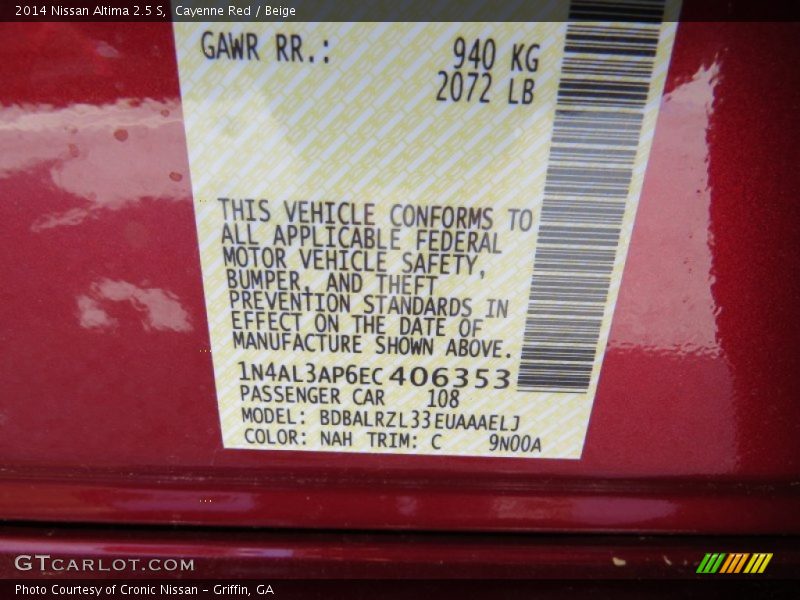 2014 Nissan Altima 2.5 S, Cayenne Red / Beige
GAWR RR.: 940 KG
2072 LB
THIS VEHICLE CONFORMS TO
ALL APPLICABLE FEDERAL
MOTOR VEHICLE SAFETY,
BUMPER, AND THEFT
PREVENTION STANDARDS IN
EFFECT ON THE DATE OF
MANUFACTURE SHOWN ABOVE.
1N4AL3AP6EC406353
PASSENGER CAR 108
MODEL: BDBALRZL33EUAAAELJ
COLOR: NAH TRIM: C 9N00A
GTCARLOT.COM
Photo Courtesy of Cronic Nissan - Griffin, GA